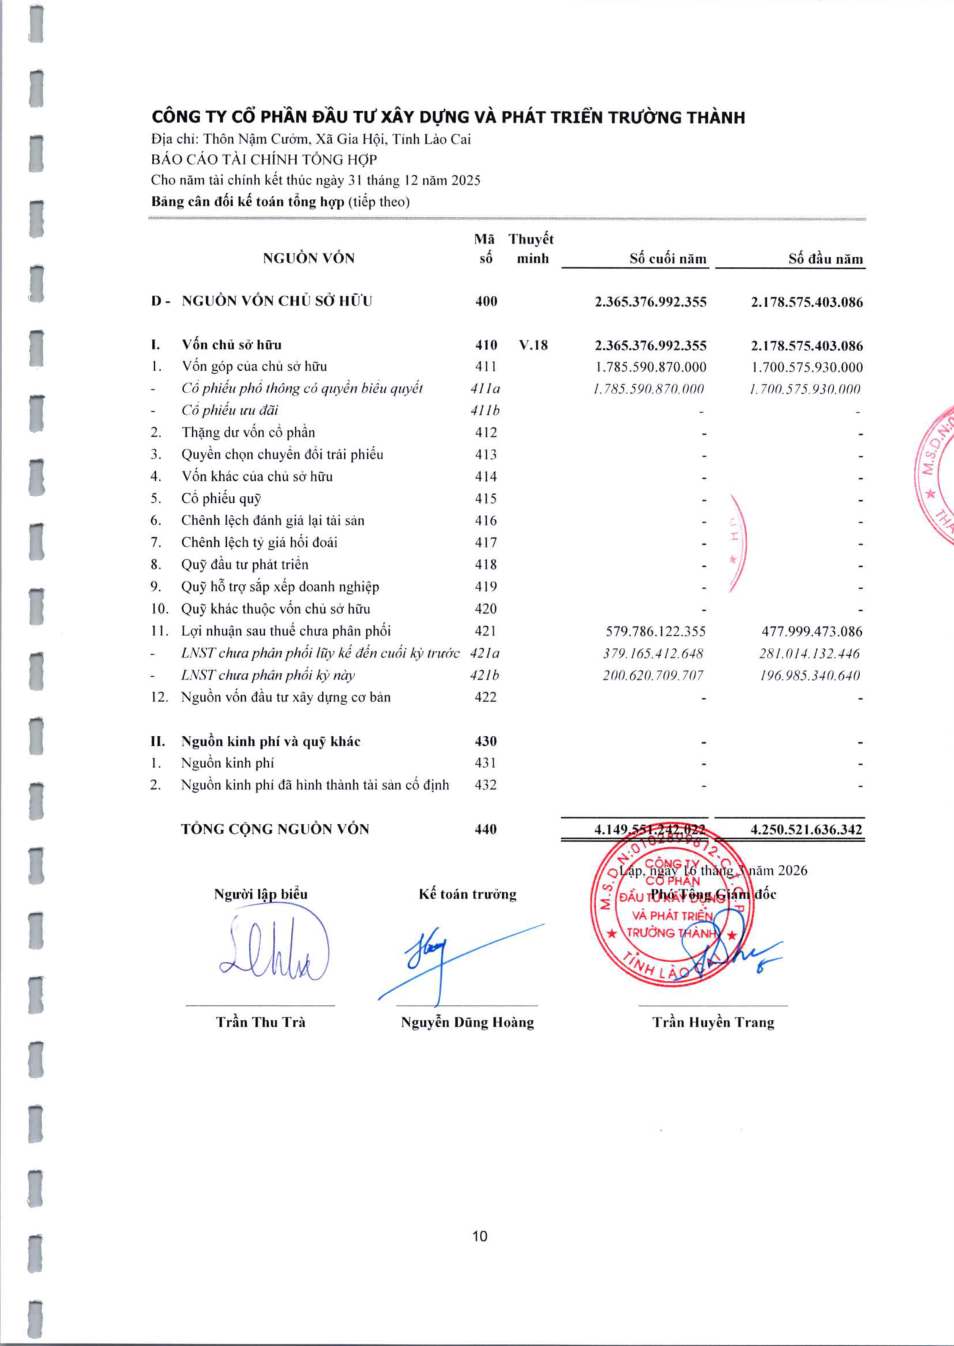 CÔNG TY CỔ PHẦN ĐẦU TƯ XÂY DỰNG VÀ PHÁT TRIỂN TRƯỜNG THÀNH
Địa chỉ: Thôn Nậm Cưởm, Xã Gia Hội, Tỉnh Lào Cai
BÁO CÁO TÀI CHÍNH TỔNG HỢP
Cho năm tài chính kết thúc ngày 31 tháng 12 năm 2025
Bảng cân đối kế toán tổng hợp (tiếp theo)
NGUỒN VỐN Mã số Thuyết minh Số cuối năm Số đầu năm
D - NGUỒN VỐN CHỦ SỞ HỮU 400 2.365.376.992.355 2.178.575.403.086
I. Vốn chủ sở hữu 410 V.18 2.365.376.992.355 2.178.575.403.086
1. Vốn góp của chủ sở hữu 411 1.785.590.870.000 1.700.575.930.000
- Cổ phiếu phổ thông có quyền biểu quyết 411a 1.785.590.870.000 1.700.575.930.000
- Cổ phiếu ưu đãi 411b - -
2. Thặng dư vốn cổ phần 412 - -
3. Quyền chọn chuyển đổi trái phiếu 413 - -
4. Vốn khác của chủ sở hữu 414 - -
5. Cổ phiếu quỹ 415 - -
6. Chênh lệch đánh giá lại tài sản 416 - -
7. Chênh lệch tỷ giá hối đoái 417 - -
8. Quỹ đầu tư phát triển 418 - -
9. Quỹ hỗ trợ sắp xếp doanh nghiệp 419 - -
10. Quỹ khác thuộc vốn chủ sở hữu 420 - -
11. Lợi nhuận sau thuế chưa phân phối 421 579.786.122.355 477.999.473.086
- LNST chưa phân phối lũy kế đến cuối kỳ trước 421a 379.165.412.648 281.014.132.446
- LNST chưa phân phối kỳ này 421b 200.620.709.707 196.985.340.640
12. Nguồn vốn đầu tư xây dựng cơ bản 422 - -
II. Nguồn kinh phí và quỹ khác 430 - -
1. Nguồn kinh phí 431 - -
2. Nguồn kinh phí đã hình thành tài sản cố định 432 - -
TỔNG CỘNG NGUỒN VỐN 440 4.149.551.242.022 4.250.521.636.342
Lập, ngày 16 tháng năm 2026
Người lập biểu Kế toán trưởng Phó Tổng Giám đốc
M.S.D.N:0102899612-C.T.C.P
CÔNG TY
CỔ PHẦN
ĐẦU TƯ XÂY DỰNG
VÀ PHÁT TRIỂN
TRƯỜNG THÀNH
TỈNH LÀO CAI
Trần Thu Trà Nguyễn Dũng Hoàng Trần Huyền Trang
10